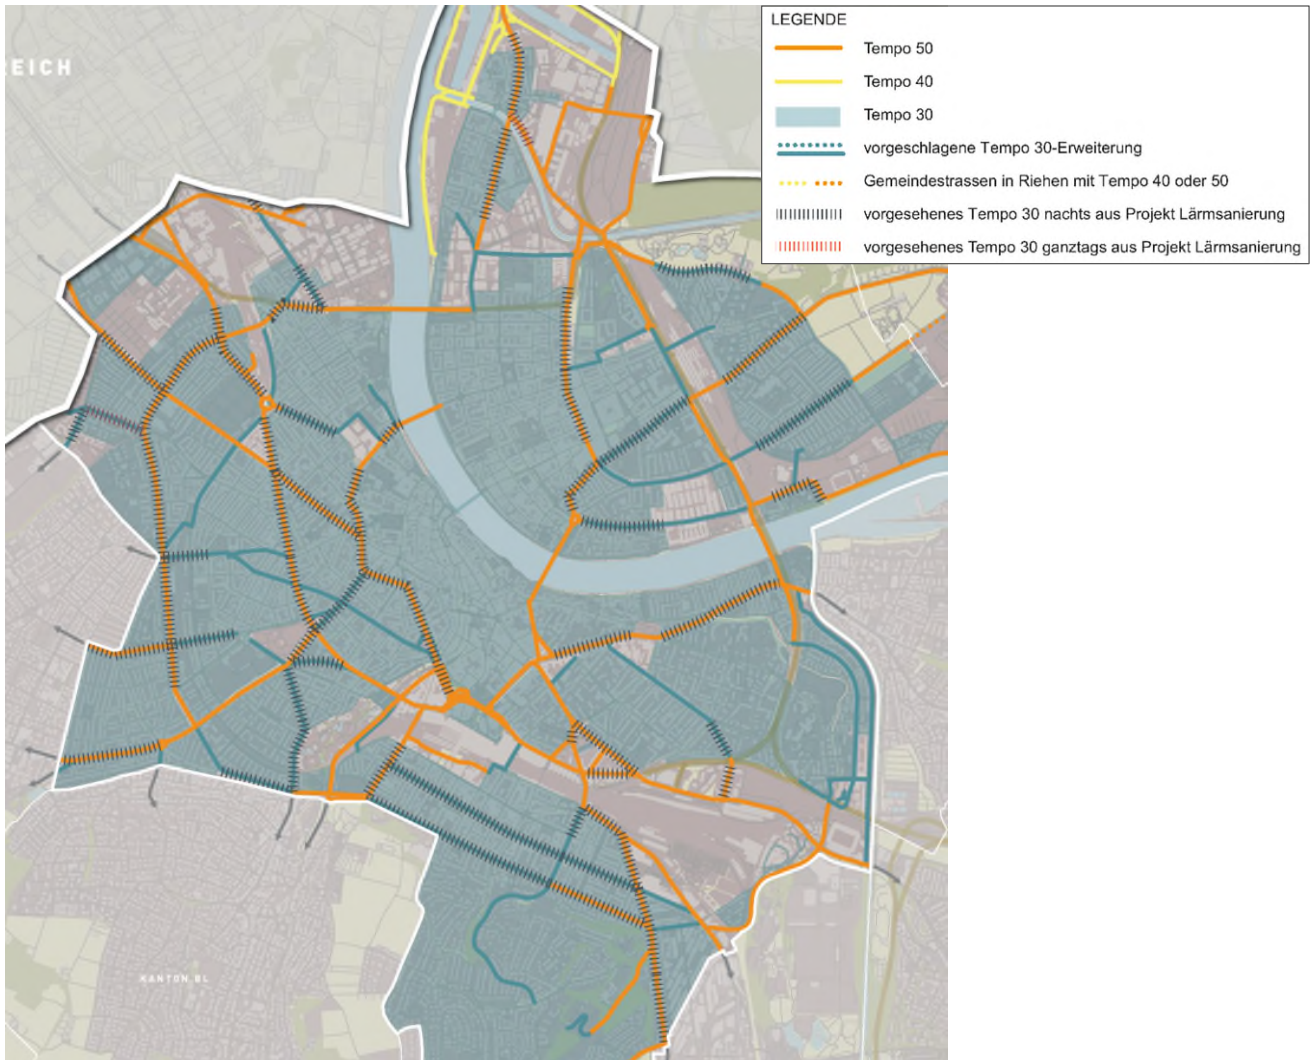 REICH
LEGENDE
Tempo 50
Tempo 40
Tempo 30
vorgeschlagene Tempo 30-Erweiterung
Gemeindestrassen in Riehen mit Tempo 40 oder 50
vorgesehenes Tempo 30 nachts aus Projekt Lärmsanierung
vorgesehenes Tempo 30 ganztags aus Projekt Lärmsanierung
KANTON BL